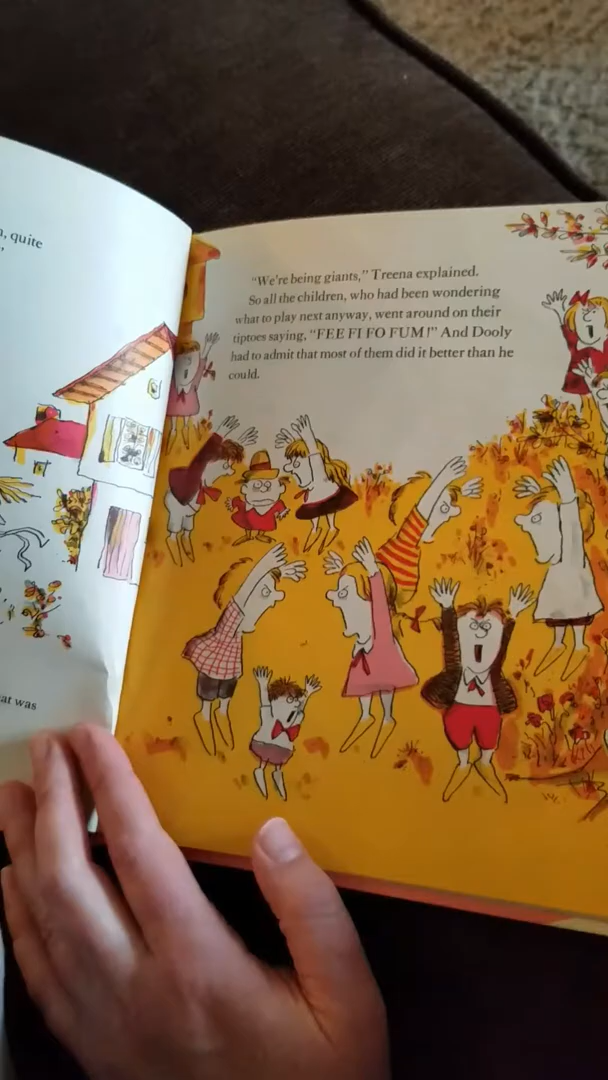 , quite
”
at was
“We’re being giants,” Treena explained.
So all the children, who had been wondering
what to play next anyway, went around on their
tiptoes saying, “FEE FI FO FUM!” And Dooly
had to admit that most of them did it better than he
could.